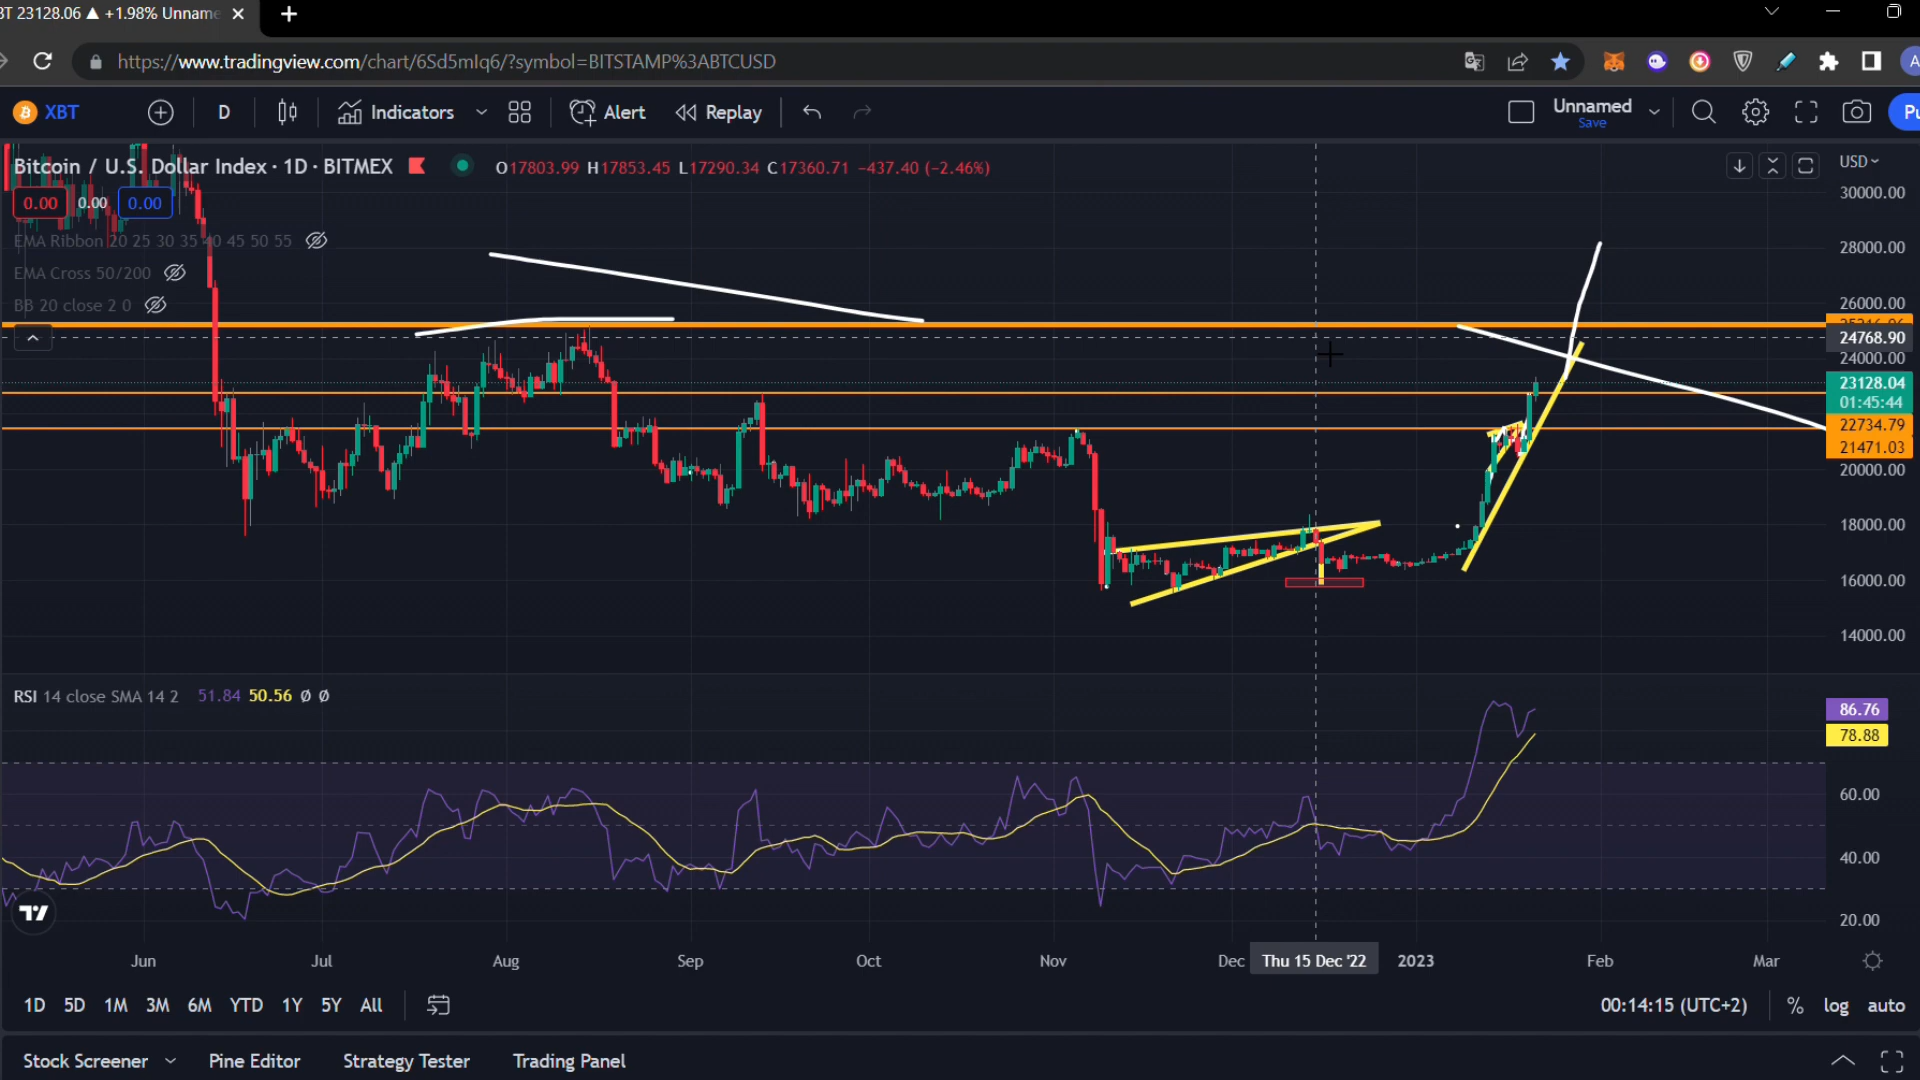 BT 23128.06 ▲ +1.98% Unname
https://www.tradingview.com/chart/6Sd5mIq6/?symbol=BITSTAMP%3ABTCUSD
XBT D Indicators Alert Replay Unnamed
Save
Bitcoin / U.S. Dollar Index · 1D · BITMEX O17803.99 H17853.45 L17290.34 C17360.71 −437.40 (−2.46%) USD
0.00 0.00 0.00
EMA Ribbon 20 25 30 35 40 45 50 55
EMA Cross 50/200
BB 20 close 2 0
30000.00
28000.00
26000.00
24768.90
24000.00
23128.04
01:45:44
22734.79
21471.03
20000.00
18000.00
16000.00
14000.00
RSI 14 close SMA 14 2 51.84 50.56 Ø Ø
86.76
78.88
60.00
40.00
20.00
Jun Jul Aug Sep Oct Nov Dec Thu 15 Dec '22 2023 Feb Mar
1D 5D 1M 3M 6M YTD 1Y 5Y All 00:14:15 (UTC+2) % log auto
Stock Screener Pine Editor Strategy Tester Trading Panel